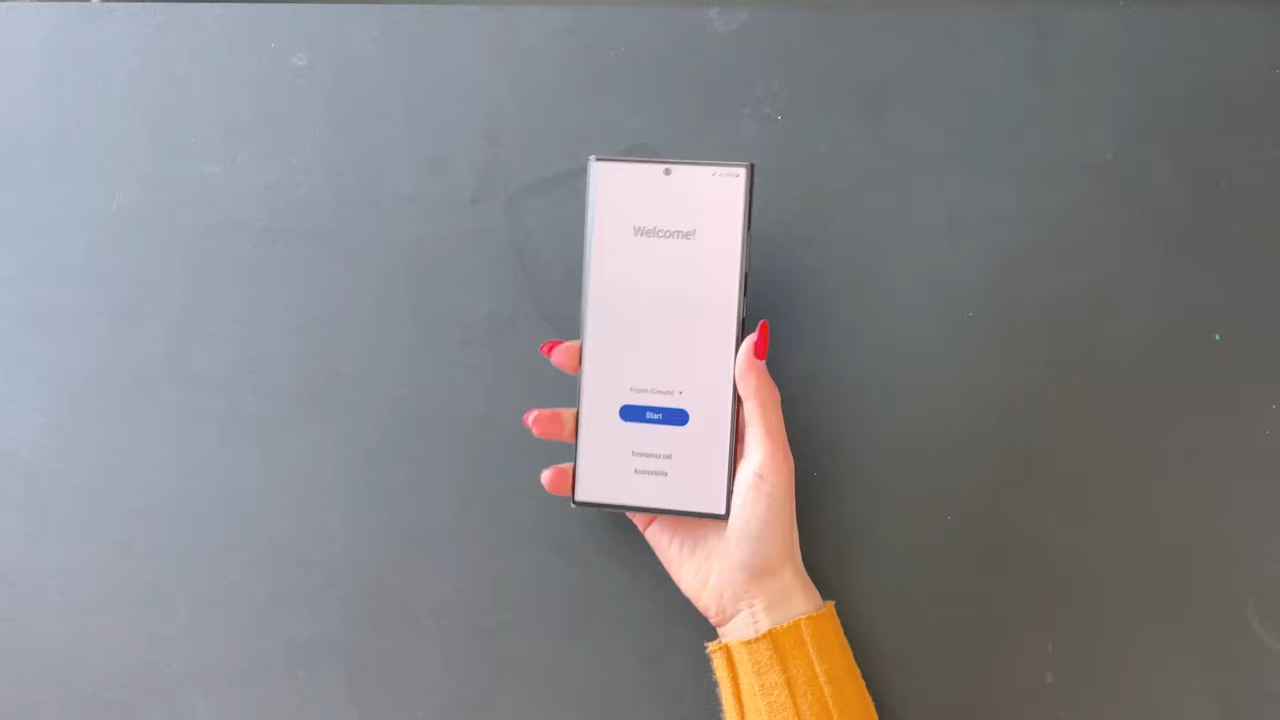 Welcome!
English (Canada)
Start
Emergency call
Accessibility